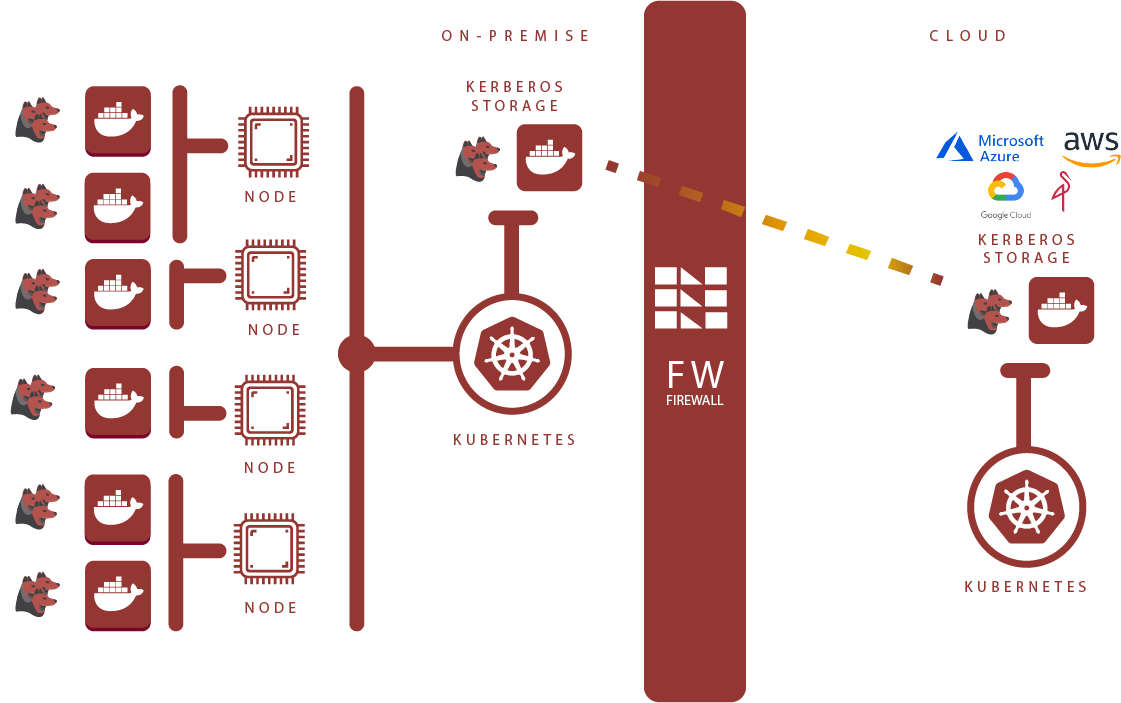 ON-PREMISE
CLOUD
KERBEROS
STORAGE
Microsoft
Azure
aws
Google Cloud
KERBEROS
STORAGE
NODE
NODE
FW
FIREWALL
KUBERNETES
NODE
KUBERNETES
NODE